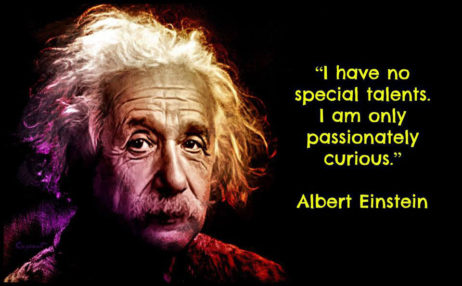 “I have no
special talents.
I am only
passionately
curious.”
Albert Einstein